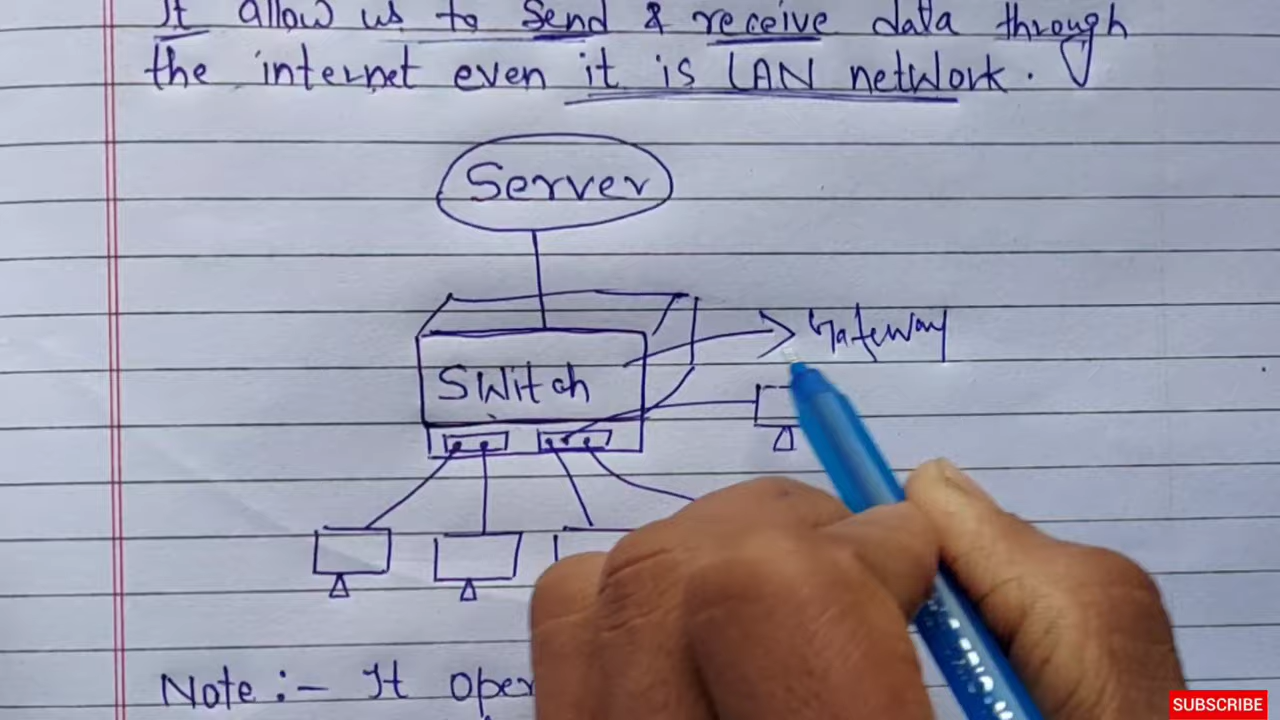 It allow us to Send & receive data through
the internet even it is LAN network.
Server
Gateway
Switch
Note :- It oper
SUBSCRIBE